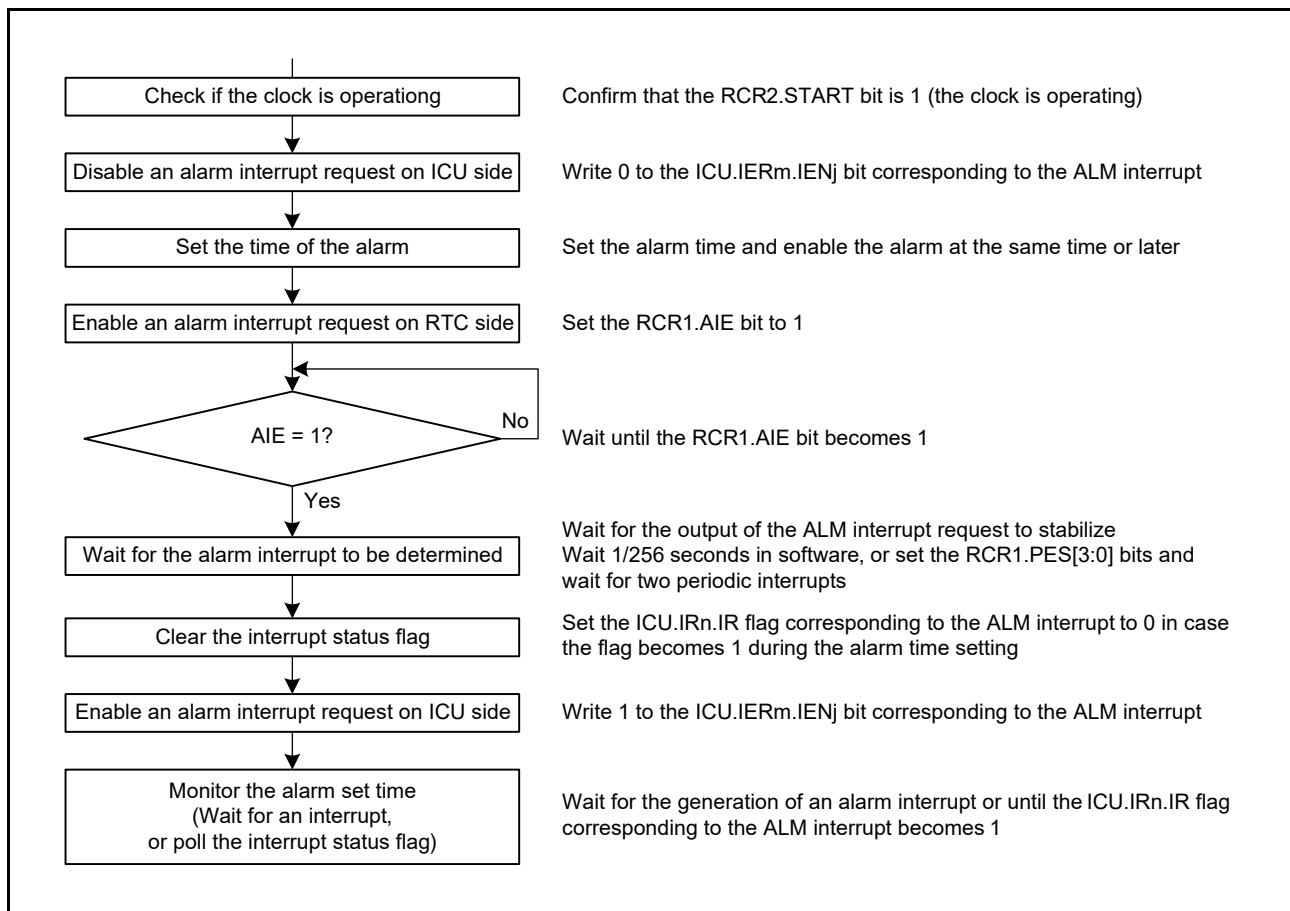 Check if the clock is operationg
Confirm that the RCR2.START bit is 1 (the clock is operating)
Disable an alarm interrupt request on ICU side
Write 0 to the ICU.IERm.IENj bit corresponding to the ALM interrupt
Set the time of the alarm
Set the alarm time and enable the alarm at the same time or later
Enable an alarm interrupt request on RTC side
Set the RCR1.AIE bit to 1
AIE = 1?
No
Wait until the RCR1.AIE bit becomes 1
Yes
Wait for the alarm interrupt to be determined
Wait for the output of the ALM interrupt request to stabilize
Wait 1/256 seconds in software, or set the RCR1.PES[3:0] bits and
wait for two periodic interrupts
Clear the interrupt status flag
Set the ICU.IRn.IR flag corresponding to the ALM interrupt to 0 in case
the flag becomes 1 during the alarm time setting
Enable an alarm interrupt request on ICU side
Write 1 to the ICU.IERm.IENj bit corresponding to the ALM interrupt
Monitor the alarm set time
(Wait for an interrupt,
or poll the interrupt status flag)
Wait for the generation of an alarm interrupt or until the ICU.IRn.IR flag
corresponding to the ALM interrupt becomes 1